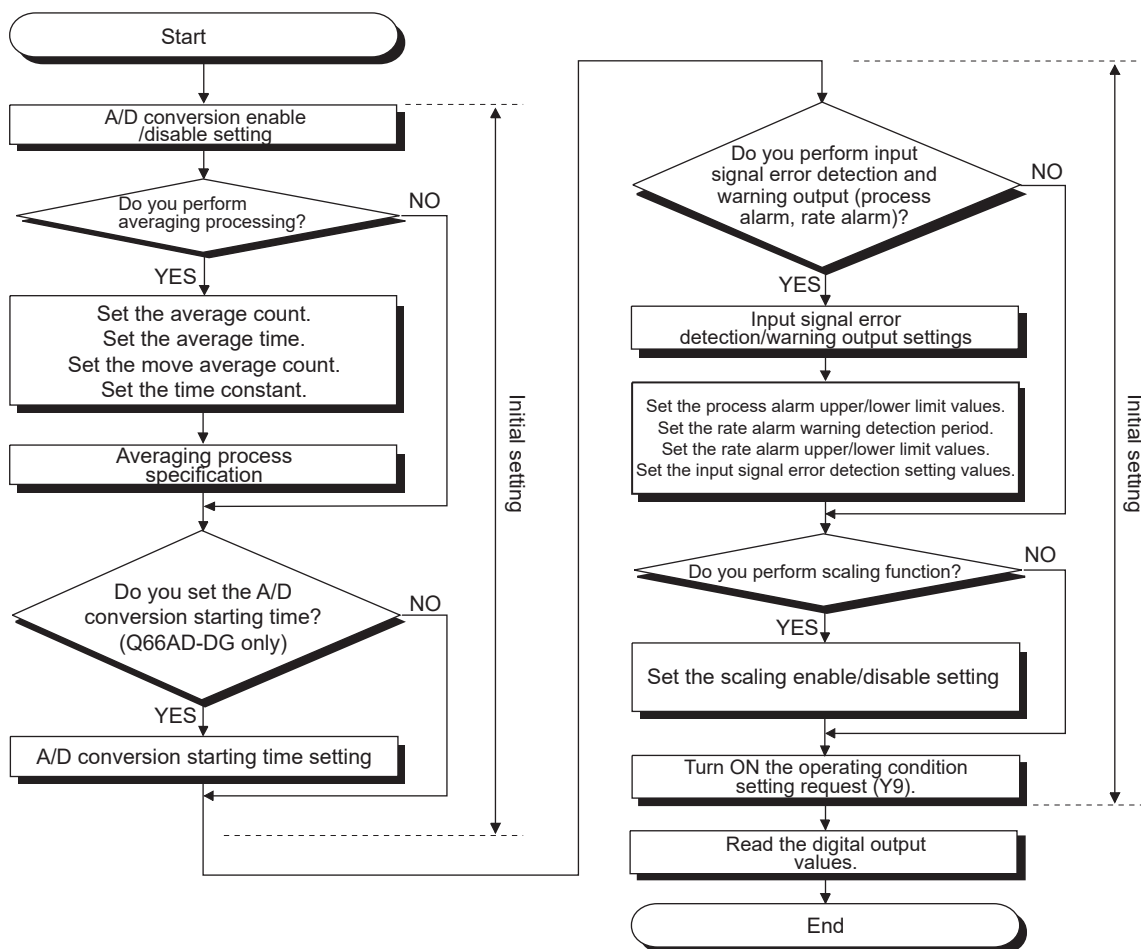 Start
A/D conversion enable
/disable setting
Do you perform
averaging processing?
NO
YES
Set the average count.
Set the average time.
Set the move average count.
Set the time constant.
Averaging process
specification
Do you set the A/D
conversion starting time?
(Q66AD-DG only)
NO
YES
A/D conversion starting time setting
Initial setting
Do you perform input
signal error detection and
warning output (process
alarm, rate alarm)?
NO
YES
Input signal error
detection/warning output settings
Set the process alarm upper/lower limit values.
Set the rate alarm warning detection period.
Set the rate alarm upper/lower limit values.
Set the input signal error detection setting values.
Do you perform scaling function?
NO
YES
Set the scaling enable/disable setting
Turn ON the operating condition
setting request (Y9).
Initial setting
Read the digital output
values.
End